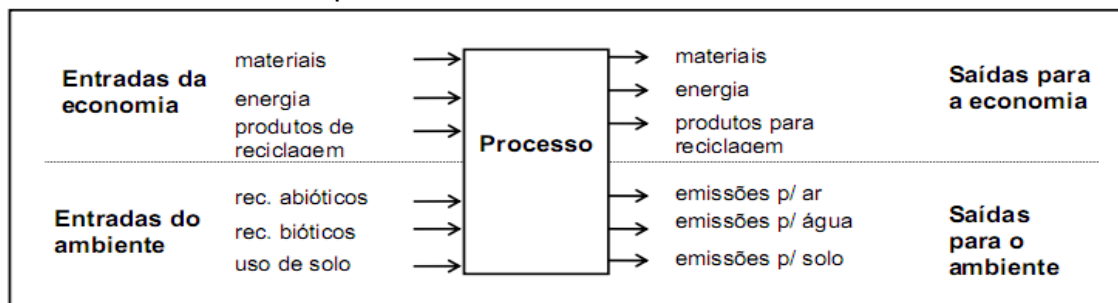 Entradas da
economia
materiais
energia
produtos de
reciclagem
Processo
materiais
energia
produtos para
reciclagem
Saídas para
a economia
Entradas do
ambiente
rec. abióticos
rec. bióticos
uso de solo
emissões p/ ar
emissões p/ água
emissões p/ solo
Saídas
para o
ambiente